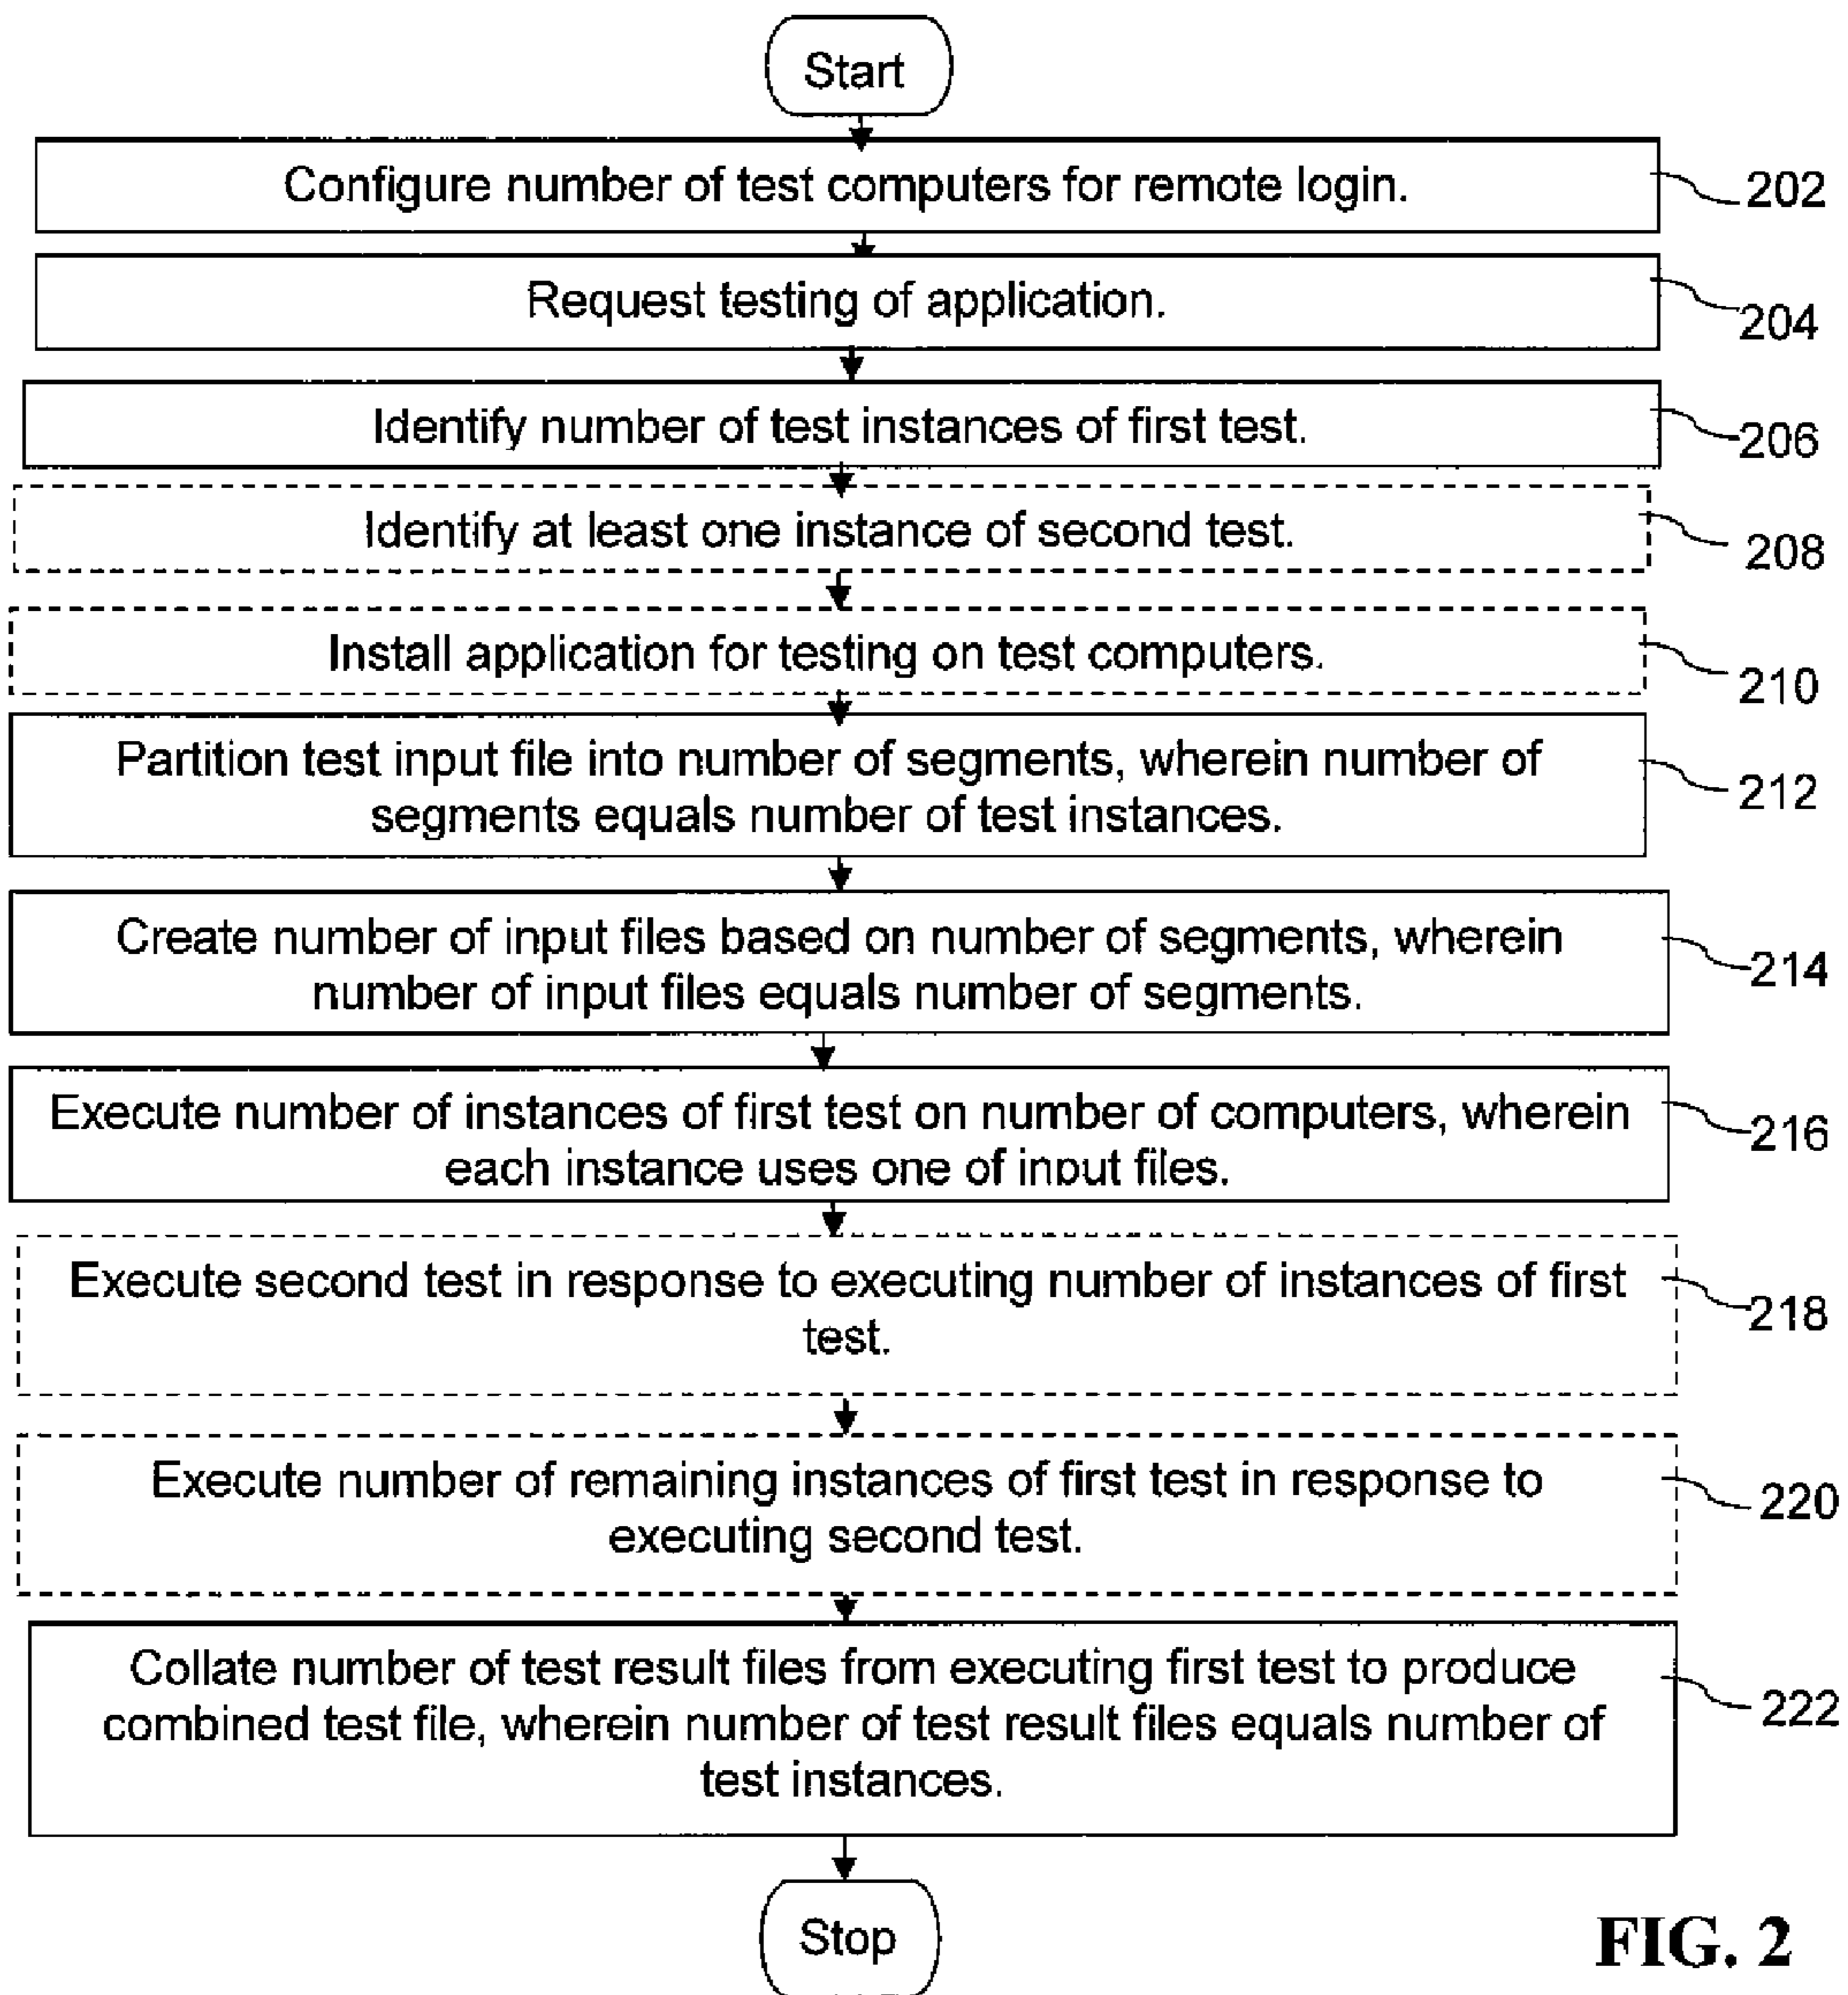 Start
Configure number of test computers for remote login.
202
Request testing of application.
204
Identify number of test instances of first test.
206
Identify at least one instance of second test.
208
Install application for testing on test computers.
210
Partition test input file into number of segments, wherein number of
segments equals number of test instances.
212
Create number of input files based on number of segments, wherein
number of input files equals number of segments.
214
Execute number of instances of first test on number of computers, wherein
each instance uses one of input files.
216
Execute second test in response to executing number of instances of first
test.
218
Execute number of remaining instances of first test in response to
executing second test.
220
Collate number of test result files from executing first test to produce
combined test file, wherein number of test result files equals number of
test instances.
222
Stop
FIG. 2